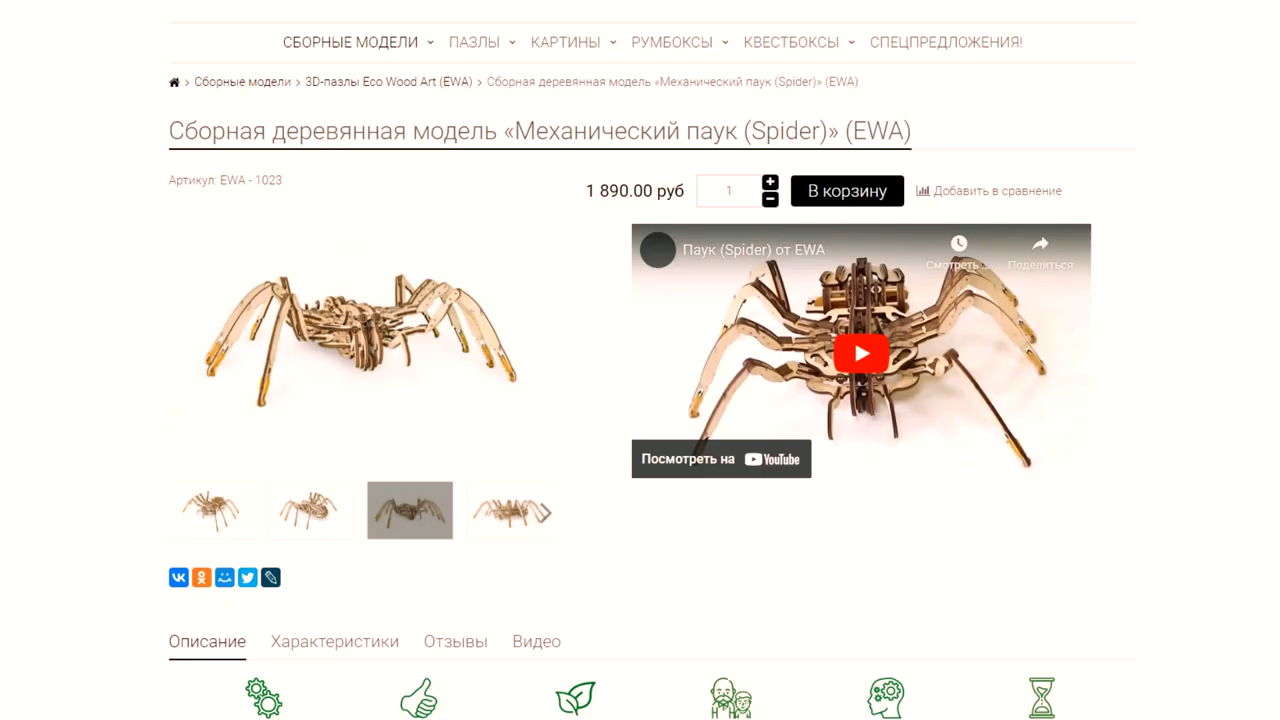 СБОРНЫЕ МОДЕЛИ ПАЗЛЫ КАРТИНЫ РУМБОКСЫ КВЕСТБОКСЫ СПЕЦПРЕДЛОЖЕНИЯ!
Сборные модели > 3D-пазлы Eco Wood Art (EWA) > Сборная деревянная модель «Механический паук (Spider)» (EWA)
Сборная деревянная модель «Механический паук (Spider)» (EWA)
Артикул: EWA - 1023
1 890.00 руб 1 В корзину Добавить в сравнение
Паук (Spider) от EWA
Смотреть ... Поделиться
Посмотреть на YouTube
Описание Характеристики Отзывы Видео